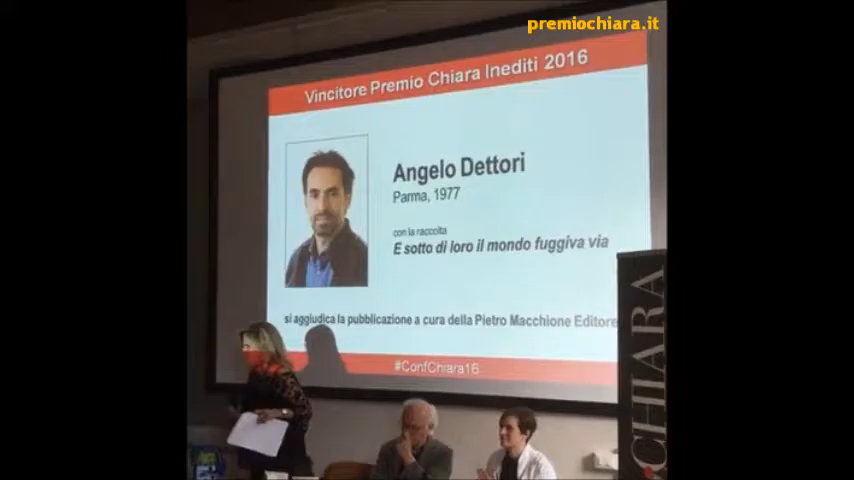 premiochiara.it
Vincitore Premio Chiara Inediti 2016
Angelo Dettori
Parma, 1977
con la raccolta
E sotto di loro il mondo fuggiva via
si aggiudica la pubblicazione a cura della Pietro Macchione Editore
#ConfChiara16
CHIARA